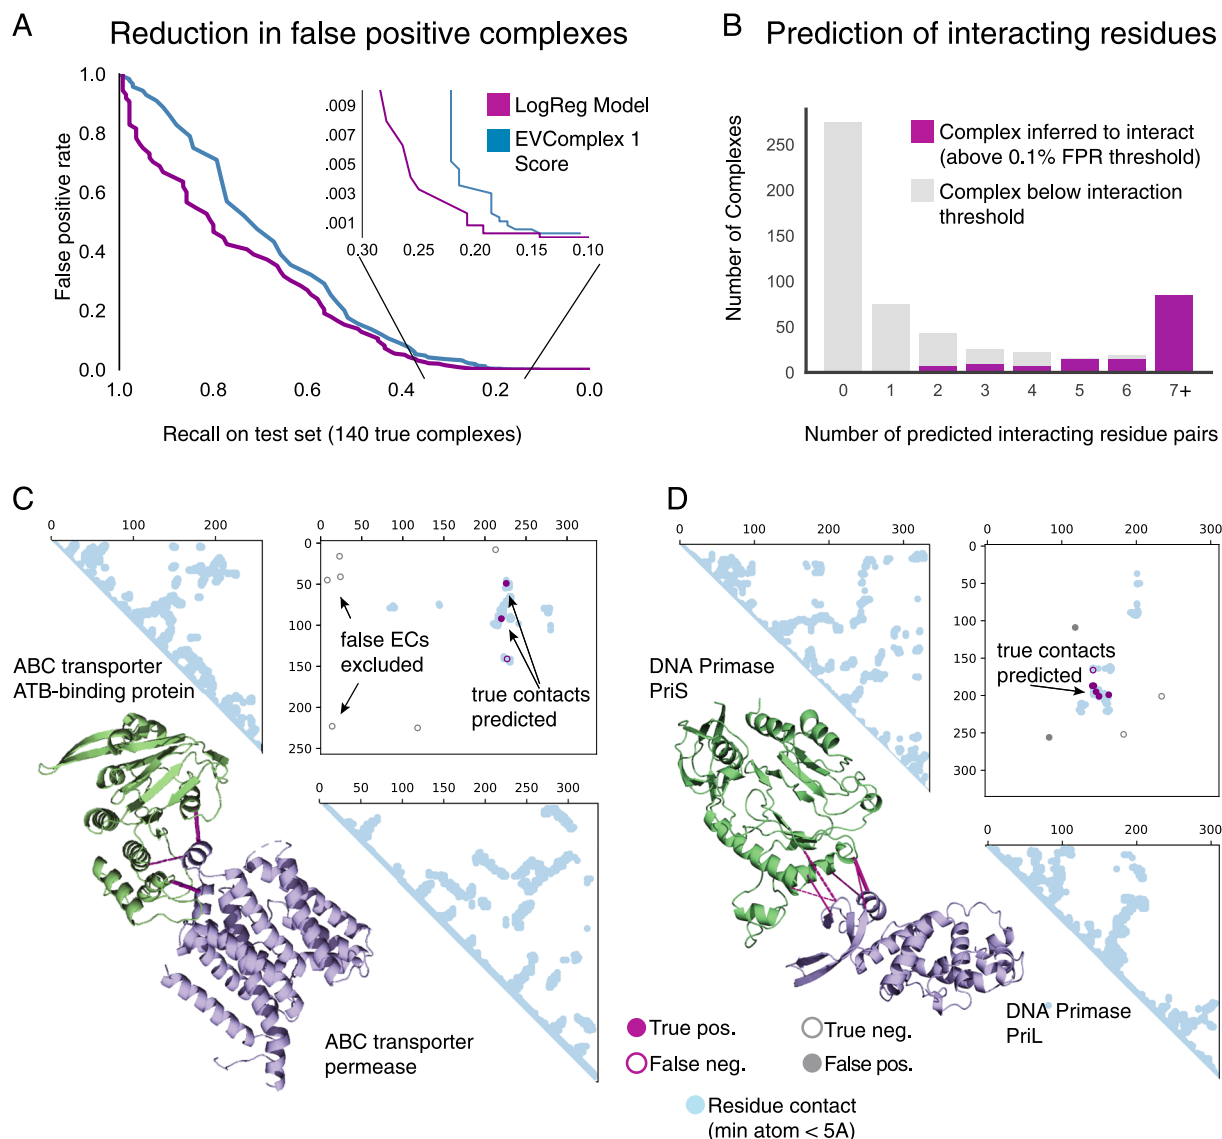 A
Reduction in false positive complexes
False positive rate
1.0
0.8
0.6
0.4
0.2
0.0
1.0
0.8
0.6
0.4
0.2
0.0
Recall on test set (140 true complexes)
.009
.007
.005
.003
.001
0.30
0.25
0.20
0.15
0.10
LogReg Model
EVComplex 1
Score
B
Prediction of interacting residues
Number of Complexes
250
200
150
100
50
0
0
1
2
3
4
5
6
7+
Number of predicted interacting residue pairs
Complex inferred to interact
(above 0.1% FPR threshold)
Complex below interaction
threshold
C
0
100
200
ABC transporter
ATB-binding protein
0
50
100
150
200
250
300
0
50
100
150
200
250
false ECs
excluded
true contacts
predicted
0
100
200
300
ABC transporter
permease
D
0
100
200
300
DNA Primase
PriS
0
100
200
300
0
50
100
150
200
250
300
true contacts
predicted
0
100
200
300
DNA Primase
PriL
True pos.
True neg.
False neg.
False pos.
Residue contact
(min atom < 5A)